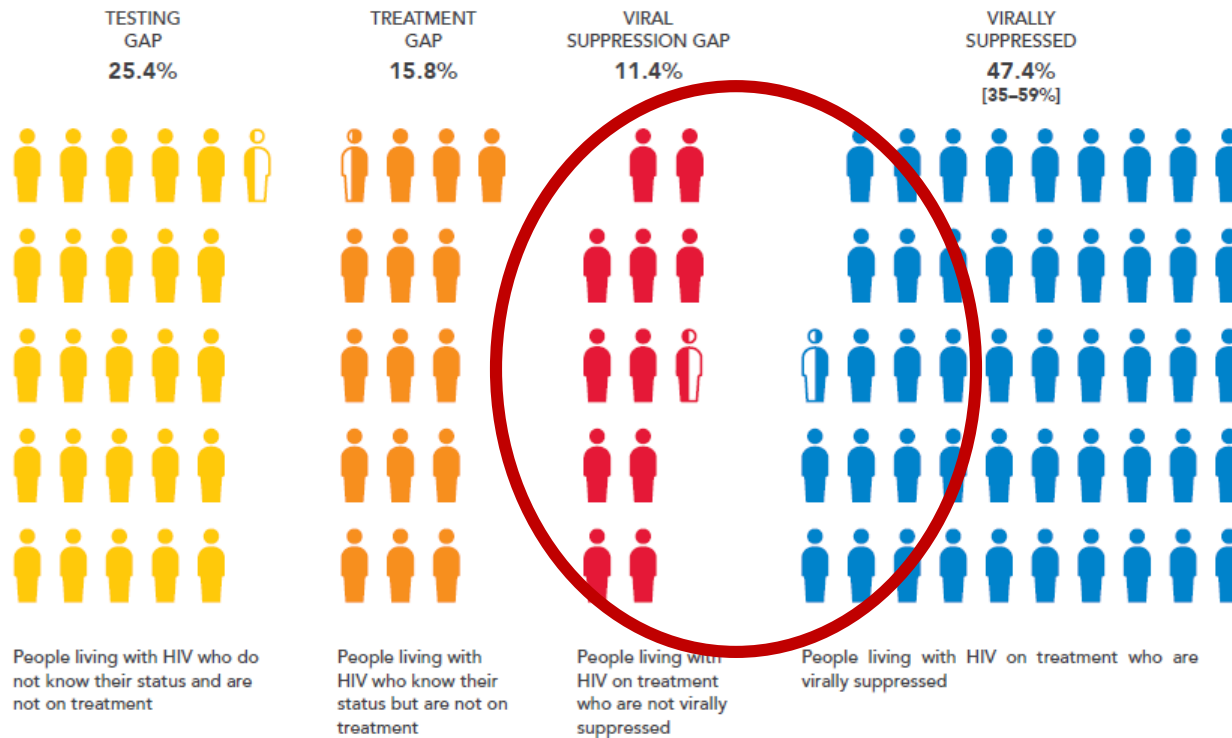 TESTING
GAP
25.4%
TREATMENT
GAP
15.8%
VIRAL
SUPPRESSION GAP
11.4%
VIRALLY
SUPPRESSED
47.4%
[35–59%]
People living with HIV who do
not know their status and are
not on treatment
People living with
HIV who know their
status but are not on
treatment
People living with
HIV on treatment
who are not virally
suppressed
People living with HIV on treatment who are
virally suppressed